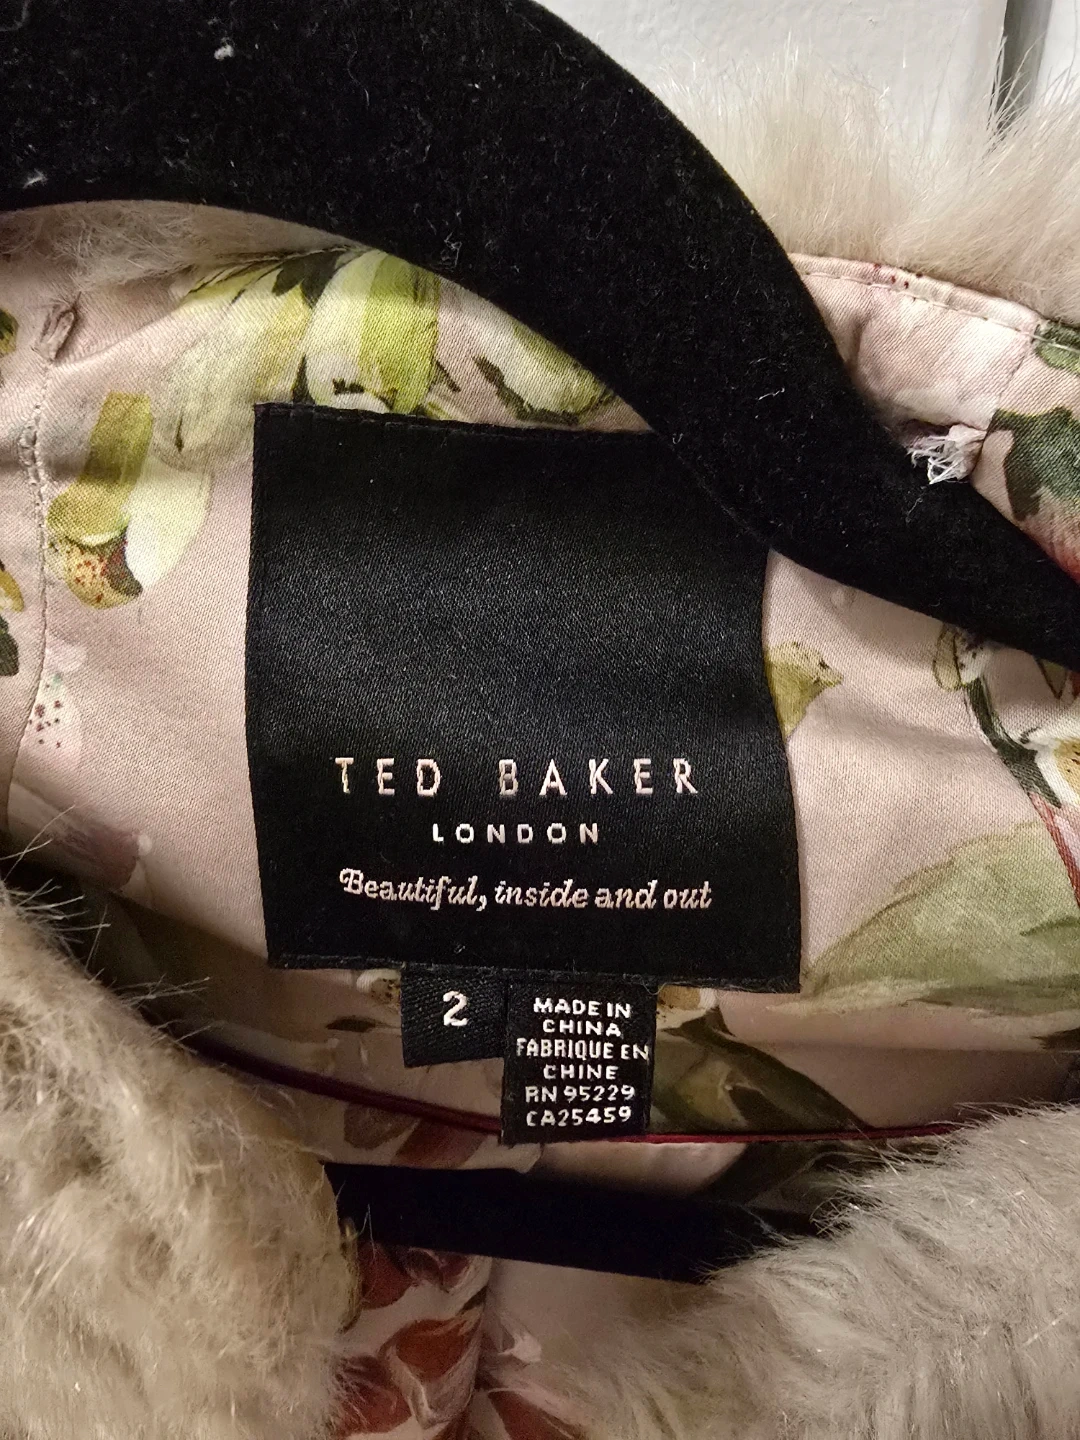 TED BAKER
LONDON
Beautiful, inside and out
2
MADE IN
CHINA
FABRIQUE EN
CHINE
RN 95229
CA25459